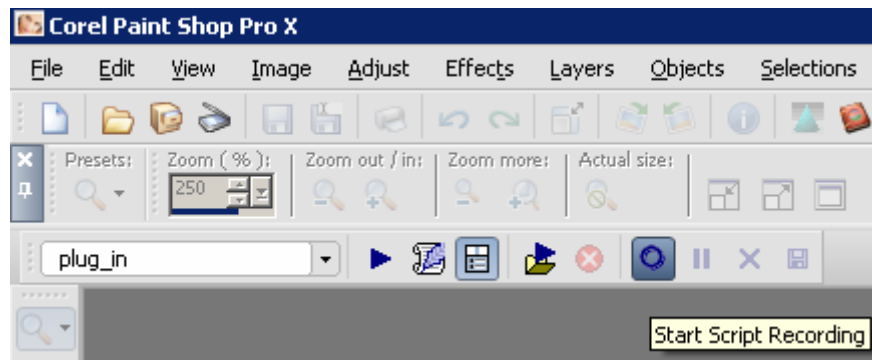 Corel Paint Shop Pro X
File Edit View Image Adjust Effects Layers Objects Selections
Presets: Zoom ( % ): Zoom out / in: Zoom more: Actual size:
250
plug_in
Start Script Recording